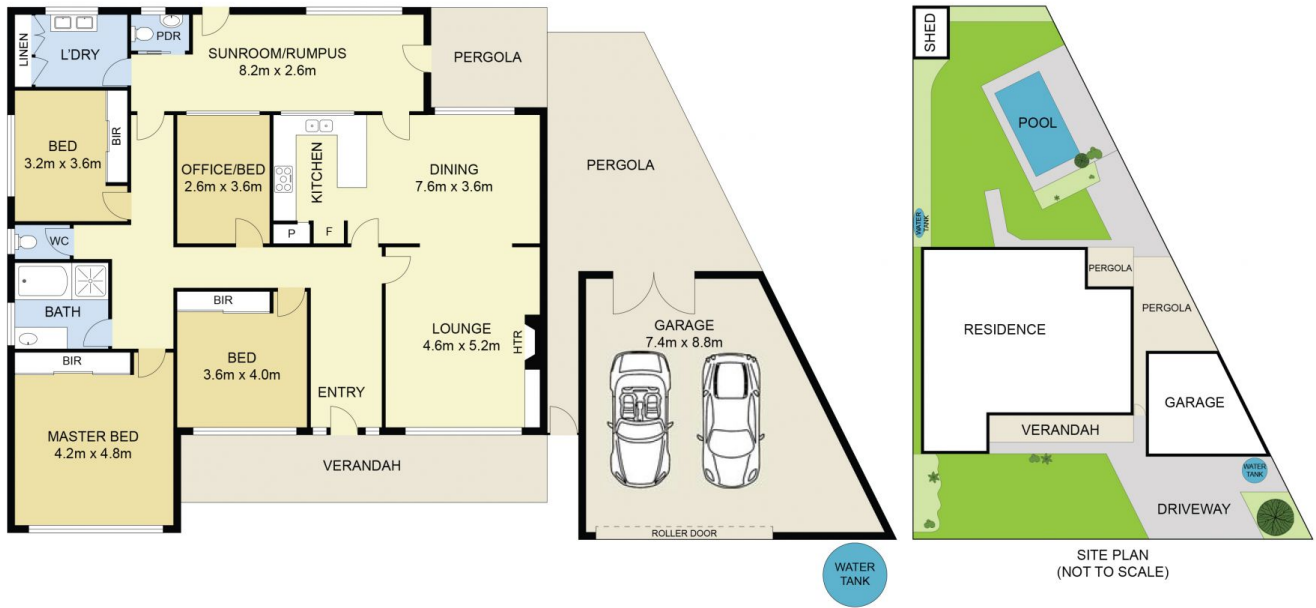 LINEN
L'DRY
PDR
SUNROOM/RUMPUS
8.2m x 2.6m
PERGOLA
BED
3.2m x 3.6m
BIR
OFFICE/BED
2.6m x 3.6m
KITCHEN
DINING
7.6m x 3.6m
PERGOLA
P
F
WC
BATH
BIR
BED
3.6m x 4.0m
ENTRY
LOUNGE
4.6m x 5.2m
HTR
GARAGE
7.4m x 8.8m
BIR
MASTER BED
4.2m x 4.8m
VERANDAH
ROLLER DOOR
WATER
TANK
SHED
POOL
WATER
TANK
PERGOLA
PERGOLA
RESIDENCE
GARAGE
VERANDAH
WATER
TANK
DRIVEWAY
SITE PLAN
(NOT TO SCALE)